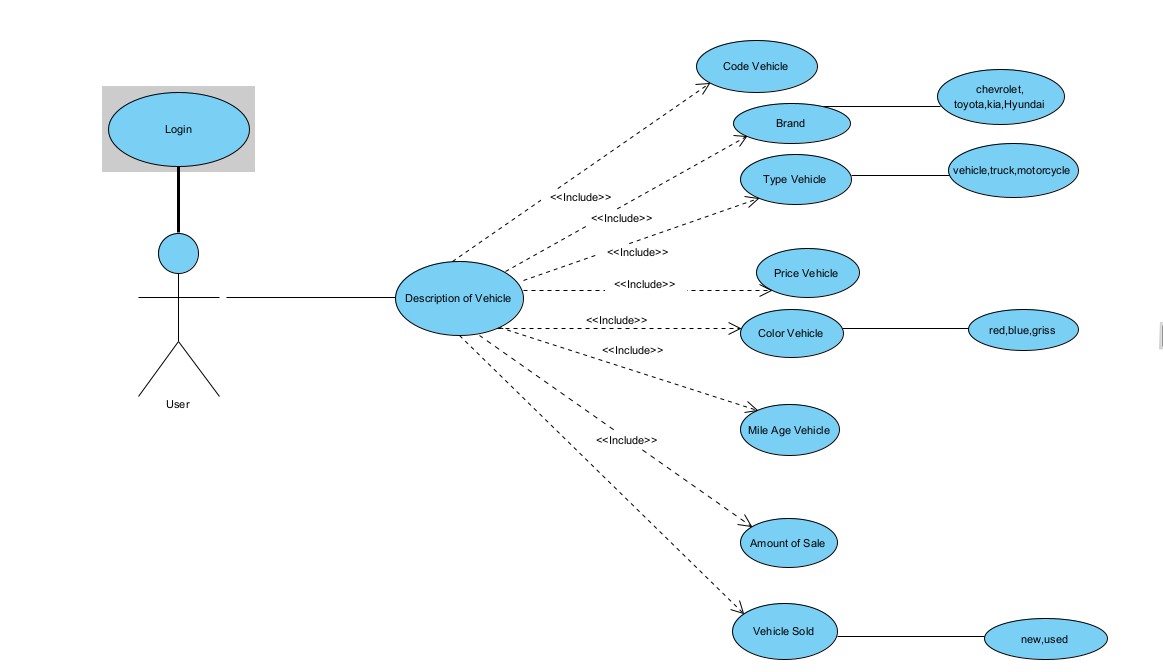 Code Vehicle
chevrolet,
toyota,kia,Hyundai
Brand
Login
vehicle,truck,motorcycle
Type Vehicle
<<Include>>
<<Include>>
<<Include>>
Price Vehicle
<<Include>>
Description of Vehicle
<<Include>>
Color Vehicle
red,blue,griss
<<Include>>
User
Mile Age Vehicle
<<Include>>
Amount of Sale
Vehicle Sold
new,used